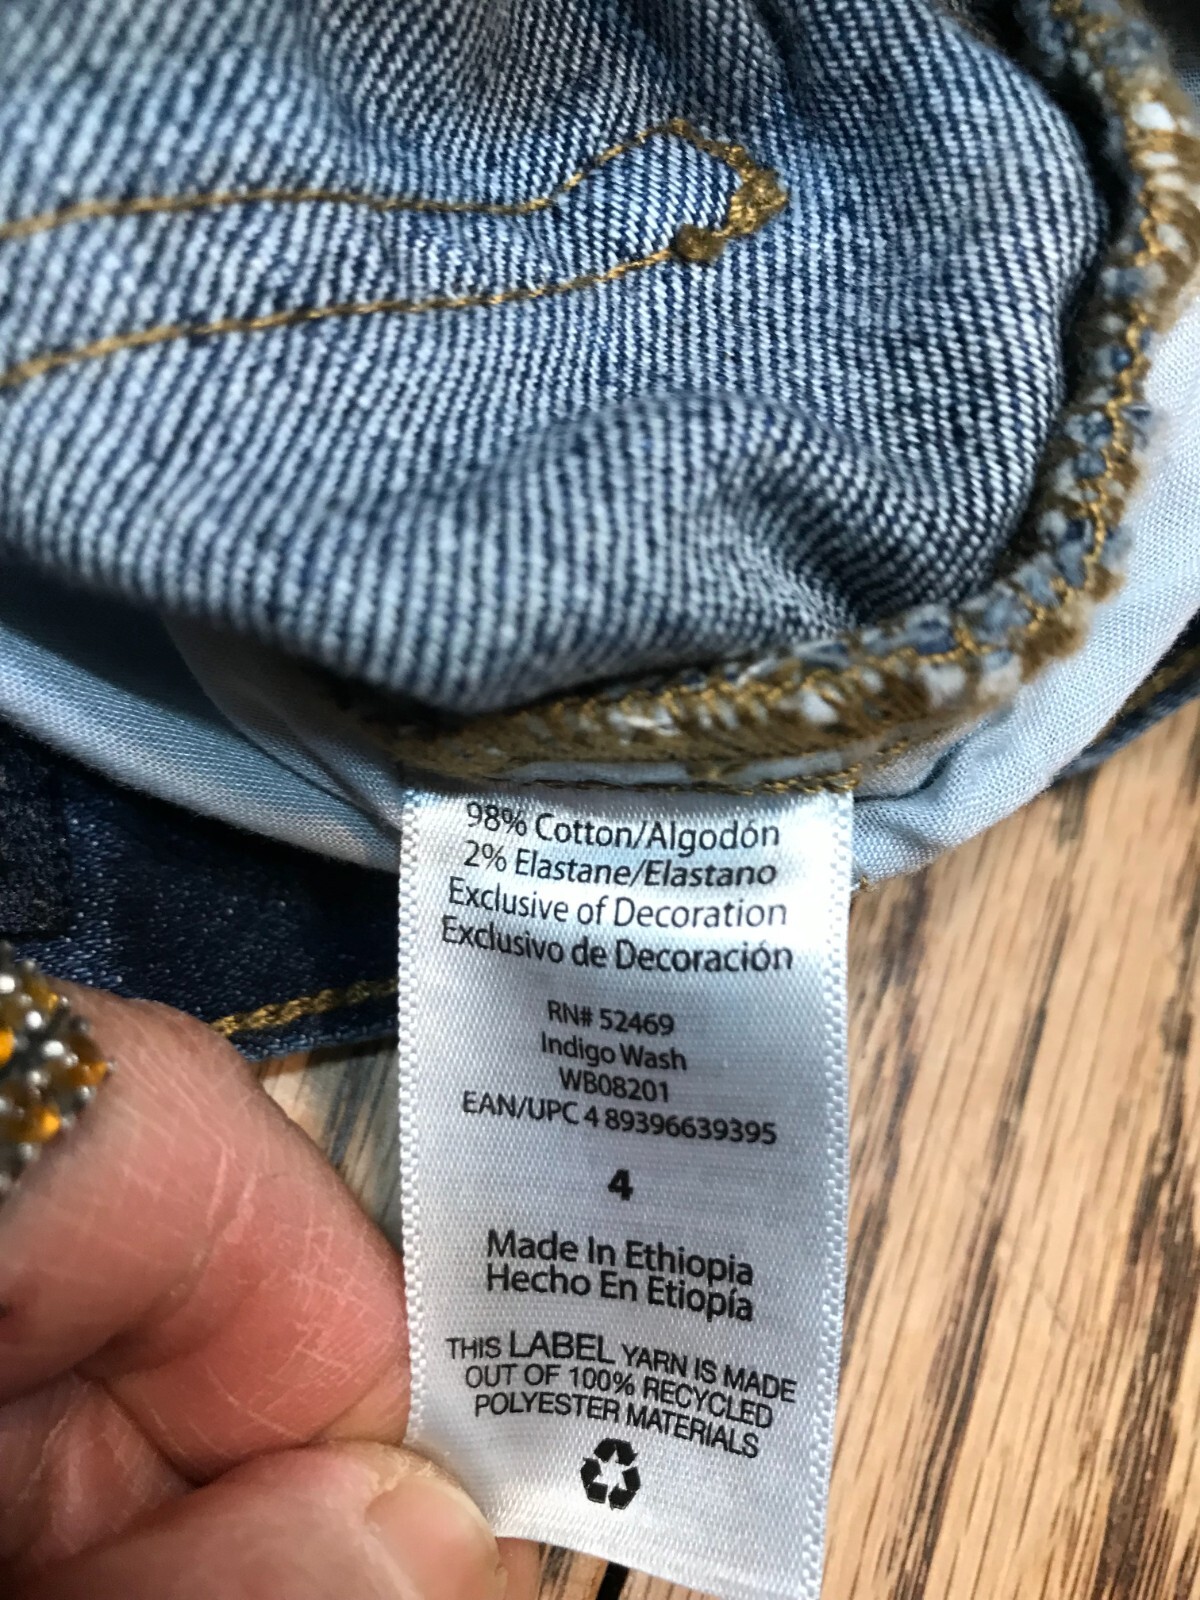 98% Cotton/Algodón
2% Elastane/Elastano
Exclusive of Decoration
Exclusivo de Decoración
RN# 52469
Indigo Wash
WB08201
EAN/UPC 4 89396639395
4
Made In Ethiopia
Hecho En Etiopía
THIS LABEL YARN IS MADE
OUT OF 100% RECYCLED
POLYESTER MATERIALS